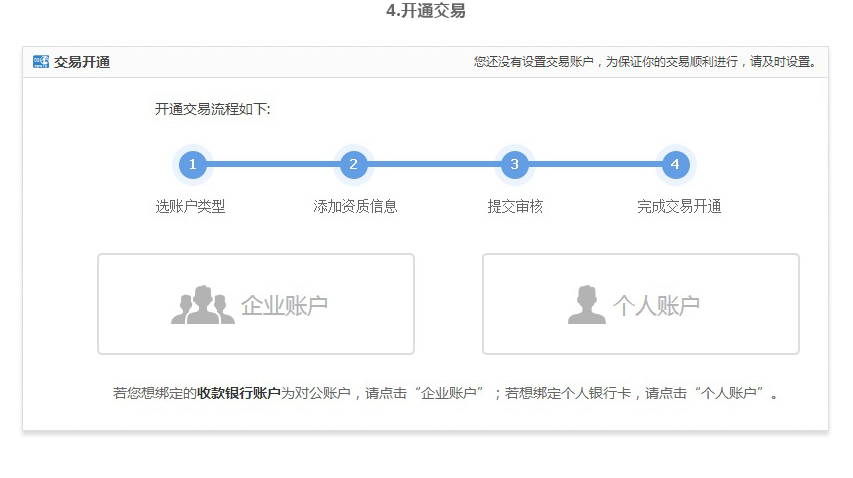 4.开通交易
交易开通
您还没有设置交易账户，为保证你的交易顺利进行，请及时设置。
开通交易流程如下:
1 2 3 4
选账户类型 添加资质信息 提交审核 完成交易开通
企业账户 个人账户
若您想绑定的收款银行账户为对公账户，请点击“企业账户”；若想绑定个人银行卡，请点击“个人账户”。